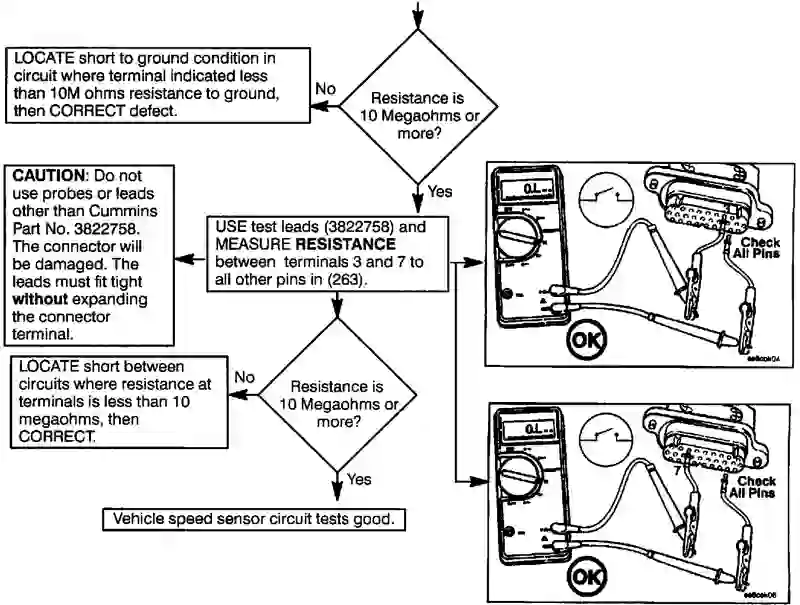 LOCATE short to ground condition in
circuit where terminal indicated less
than 10M ohms resistance to ground,
then CORRECT defect.
No
Resistance is
10 Megaohms or
more?
Yes
CAUTION: Do not
use probes or leads
other than Cummins
Part No. 3822758.
The connector will
be damaged. The
leads must fit tight
without expanding
the connector
terminal.
USE test leads (3822758) and
MEASURE RESISTANCE
between terminals 3 and 7 to
all other pins in (263).
O.L
Check
All Pins
OK
LOCATE short between
circuits where resistance at
terminals is less than 10
megaohms, then
CORRECT.
No
Resistance is
10 Megaohms or
more?
Yes
Vehicle speed sensor circuit tests good.
O.L
7
Check
All Pins
OK